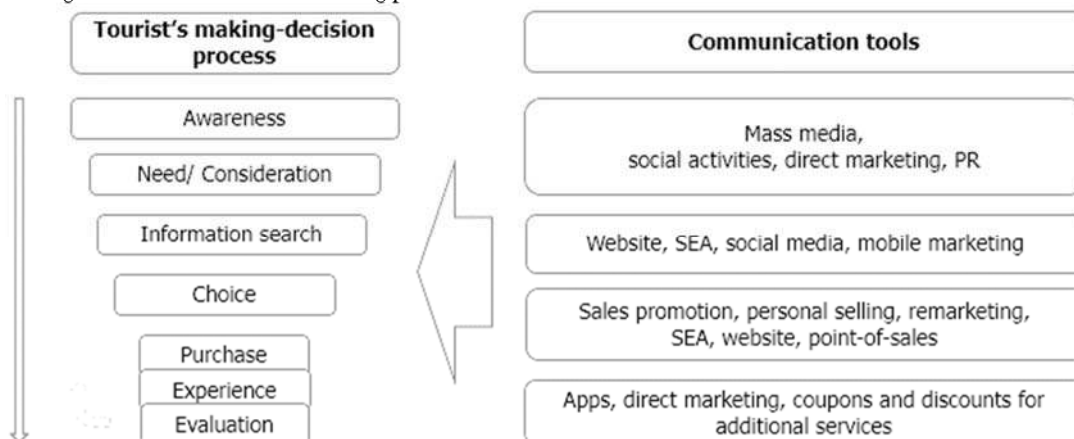 Tourist's making-decision
process
Awareness
Need/ Consideration
Information search
Choice
Purchase
Experience
Evaluation
Communication tools
Mass media,
social activities, direct marketing, PR
Website, SEA, social media, mobile marketing
Sales promotion, personal selling, remarketing,
SEA, website, point-of-sales
Apps, direct marketing, coupons and discounts for
additional services